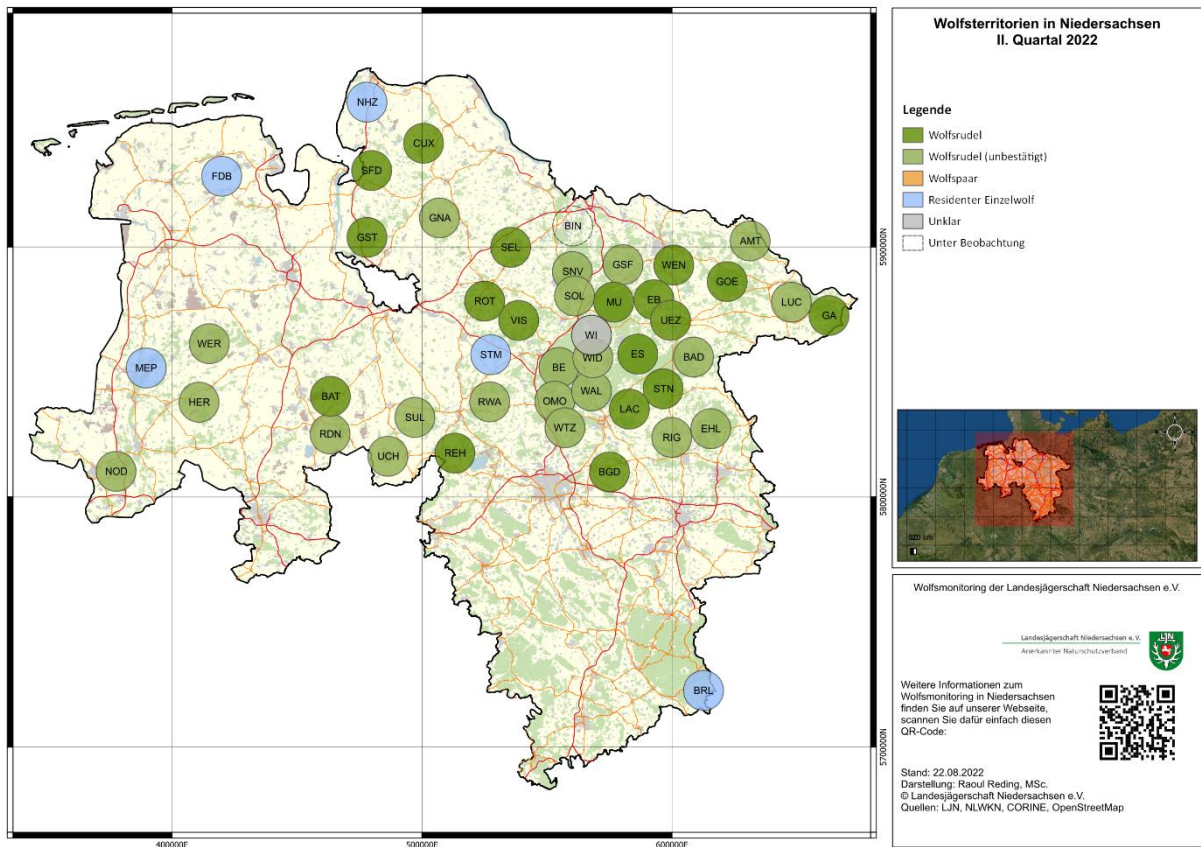 Wolfsterritorien in Niedersachsen
II. Quartal 2022
Legende
Wolfsrudel
Wolfsrudel (unbestätigt)
Wolfspaar
Residenter Einzelwolf
Unklar
Unter Beobachtung
NHZ
CUX
SFD
FDB
GNA
BIN
GST
SEL
AMT
SNV
GSF
WEN
GOE
SOL
ROT
MU
EB
LUC
GA
VIS
UEZ
WI
WER
STM
WID
ES
BAD
MEP
BE
HER
BAT
RWA
OMO
WAL
STN
LAC
SUL
RDN
WTZ
RIG
EHL
UCH
REH
NOD
BGD
BRL
5900000N
5800000N
5700000N
400000E
500000E
600000E
Wolfsmonitoring der Landesjägerschaft Niedersachsen e.V.
Landesjägerschaft Niedersachsen e. V.
Anerkannter Naturschutzverband
LJN
Weitere Informationen zum
Wolfsmonitoring in Niedersachsen
finden Sie auf unserer Webseite,
scannen Sie dafür einfach diesen
QR-Code:
Stand: 22.08.2022
Darstellung: Raoul Reding, MSc.
© Landesjägerschaft Niedersachsen e.V.
Quellen: LJN, NLWKN, CORINE, OpenStreetMap